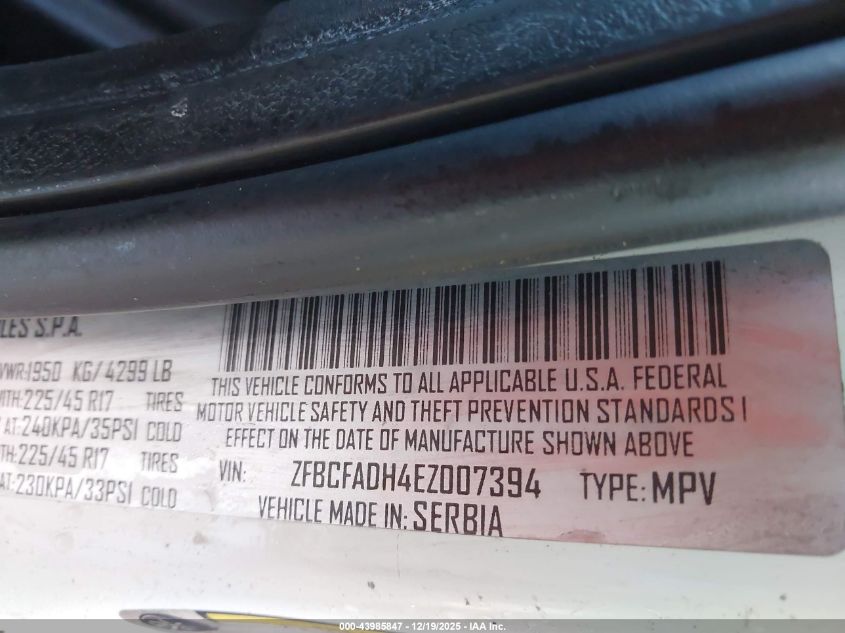 LES S.P.A.
VWR:1950 KG/ 4299 LB
WITH:225/45 R17 TIRES
AT:240KPA/35PSI COLD
WITH:225/45 R17 TIRES
AT:230KPA/33PSI COLD
THIS VEHICLE CONFORMS TO ALL APPLICABLE U.S.A. FEDERAL
MOTOR VEHICLE SAFETY AND THEFT PREVENTION STANDARDS I
EFFECT ON THE DATE OF MANUFACTURE SHOWN ABOVE
VIN: ZFBCFADH4EZ007394 TYPE: MPV
VEHICLE MADE IN: SERBIA
000-43985847 - 12/19/2025 - IAA Inc.